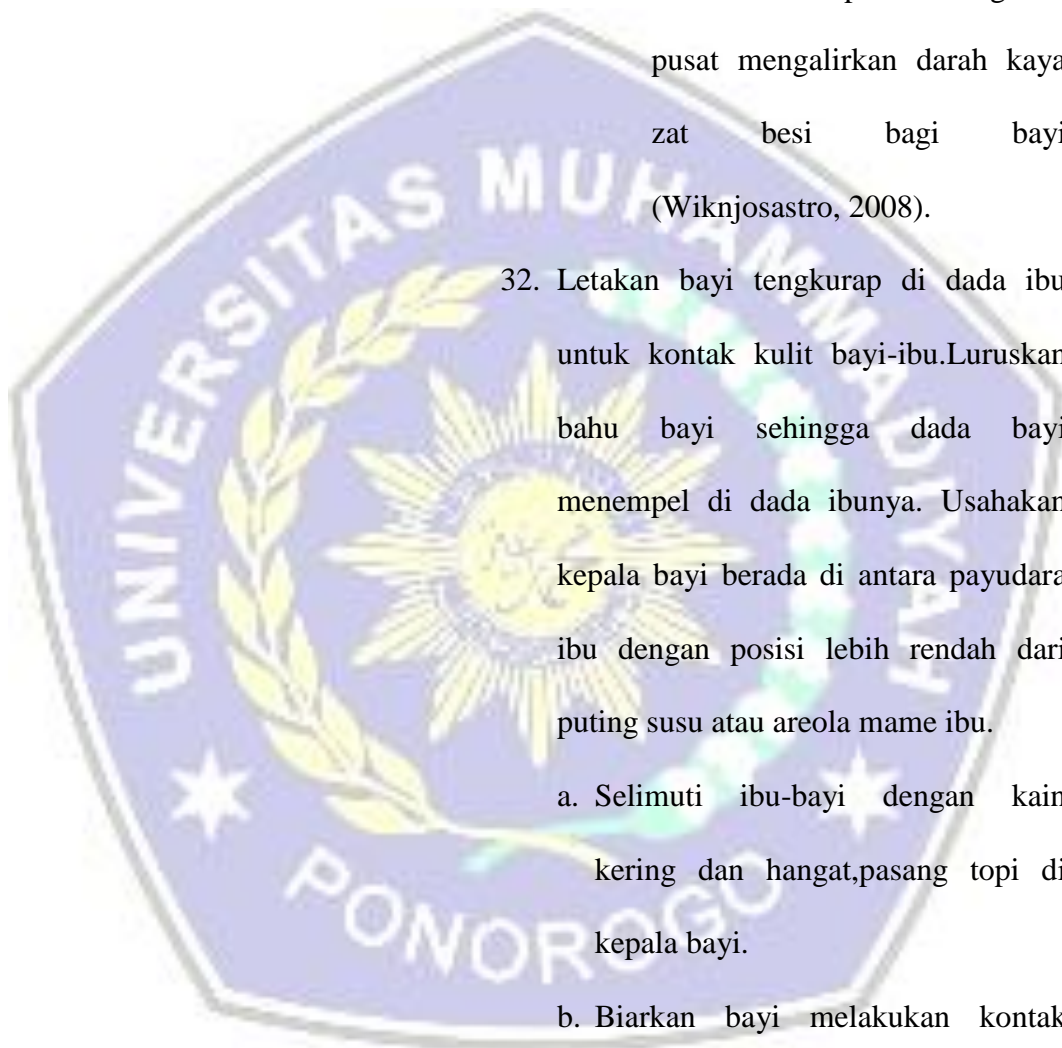 pusat mengalirkan darah kaya
zat besi bagi bayi
(Wiknjosastro, 2008).
32. Letakan bayi tengkurap di dada ibu
untuk kontak kulit bayi-ibu.Luruskan
bahu bayi sehingga dada bayi
menempel di dada ibunya. Usahakan
kepala bayi berada di antara payudara
ibu dengan posisi lebih rendah dari
puting susu atau areola mame ibu.
a. Selimuti ibu-bayi dengan kain
kering dan hangat,pasang topi di
kepala bayi.
b. Biarkan bayi melakukan kontak
UNIVERSITAS MUHAMMADIYAH
PONOROGO